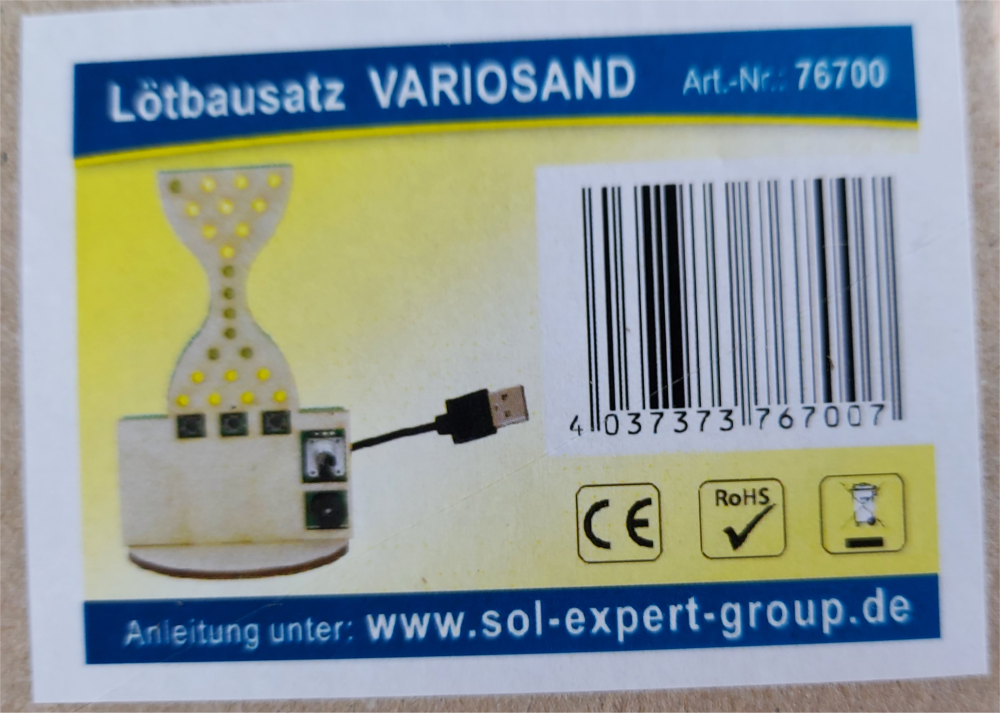 Lötbausatz VARIOSAND Art.-Nr.: 76700
4 037373 767007
CE
RoHS
Anleitung unter: www.sol-expert-group.de